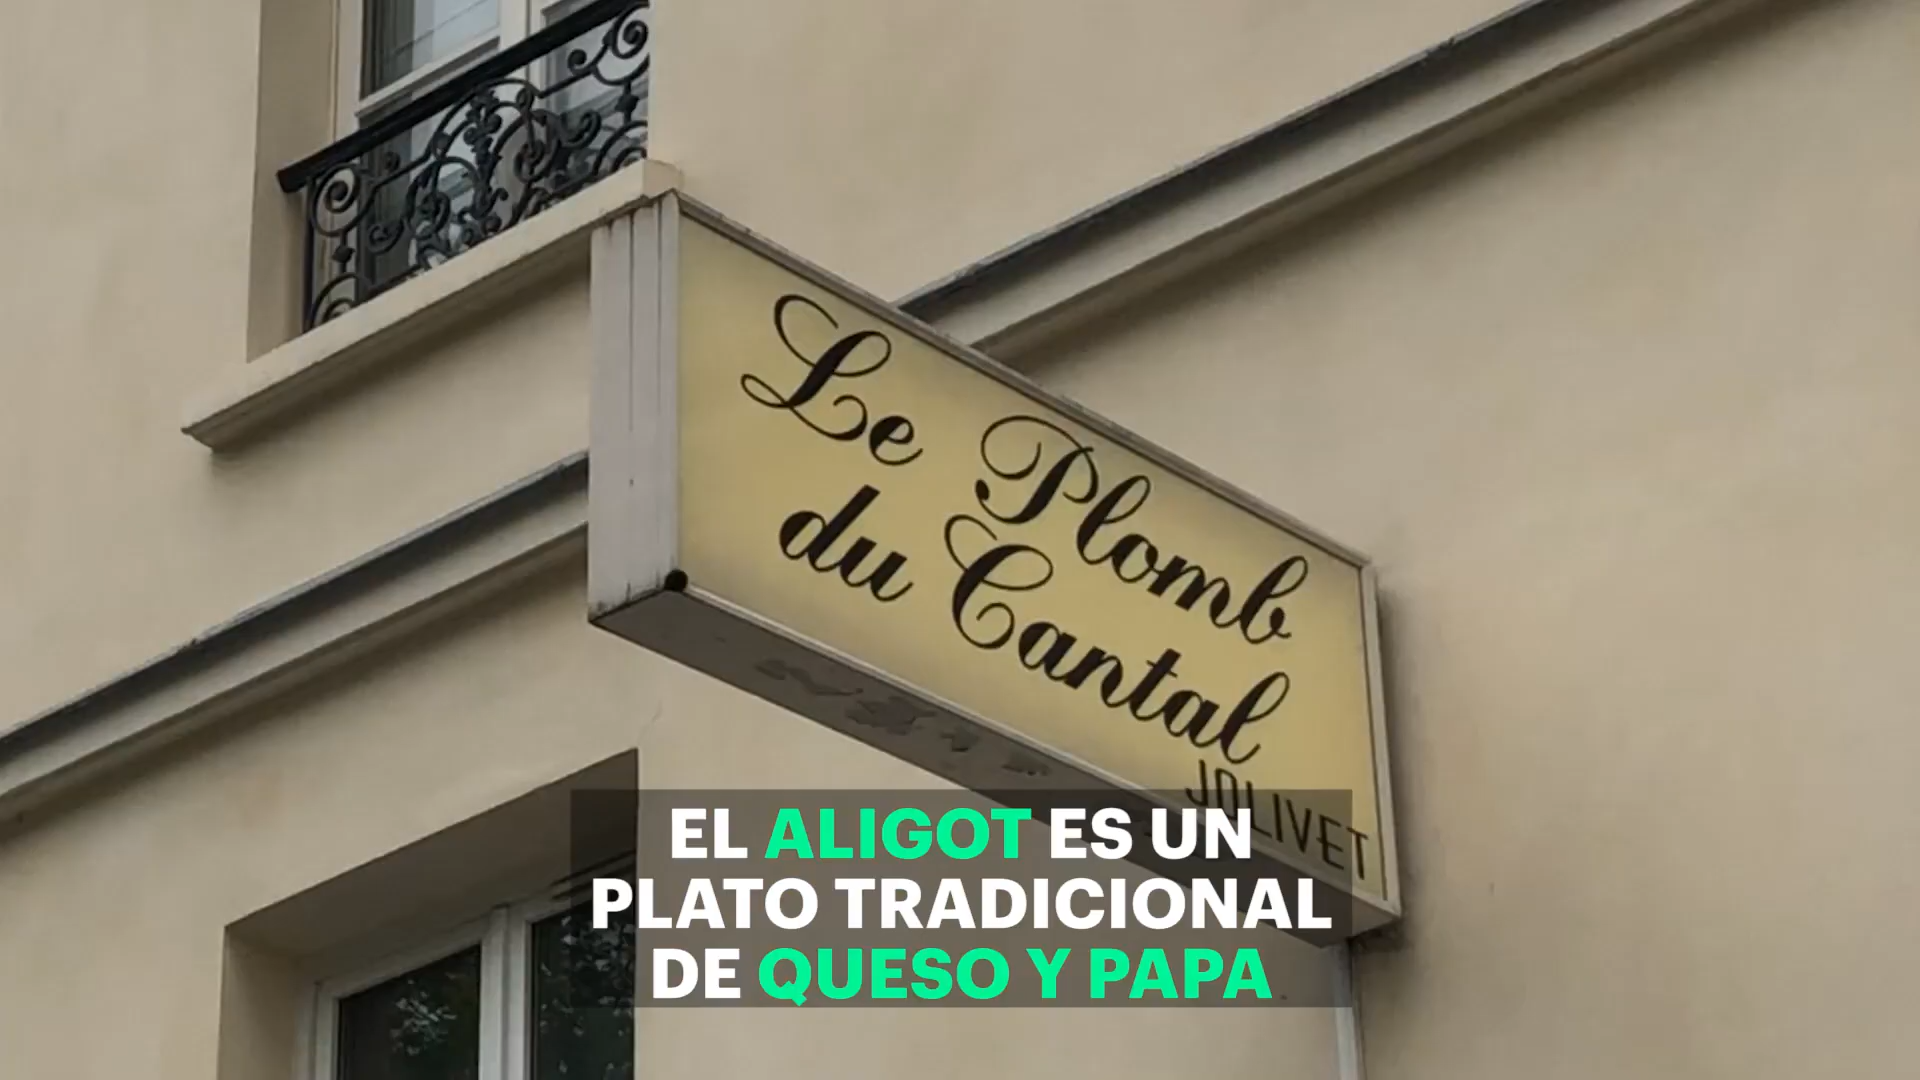 Le Plomb
du Cantal
JOLIVET
EL ALIGOT ES UN
PLATO TRADICIONAL
DE QUESO Y PAPA